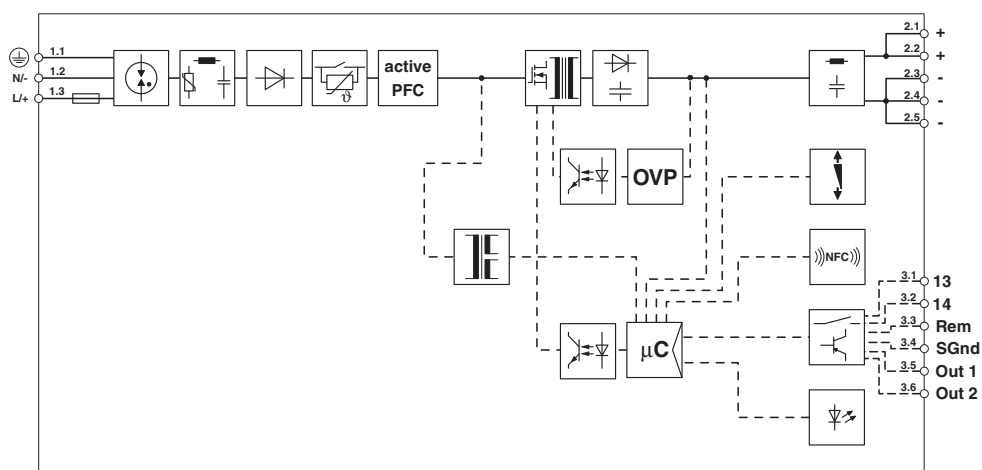 1.1
N/- 1.2
L/+ 1.3
ϑ
active
PFC
2.1 +
2.2 +
2.3 -
2.4 -
2.5 -
OVP
)))NFC)))
3.1 13
3.2 14
3.3 Rem
3.4 SGnd
3.5 Out 1
3.6 Out 2
µC